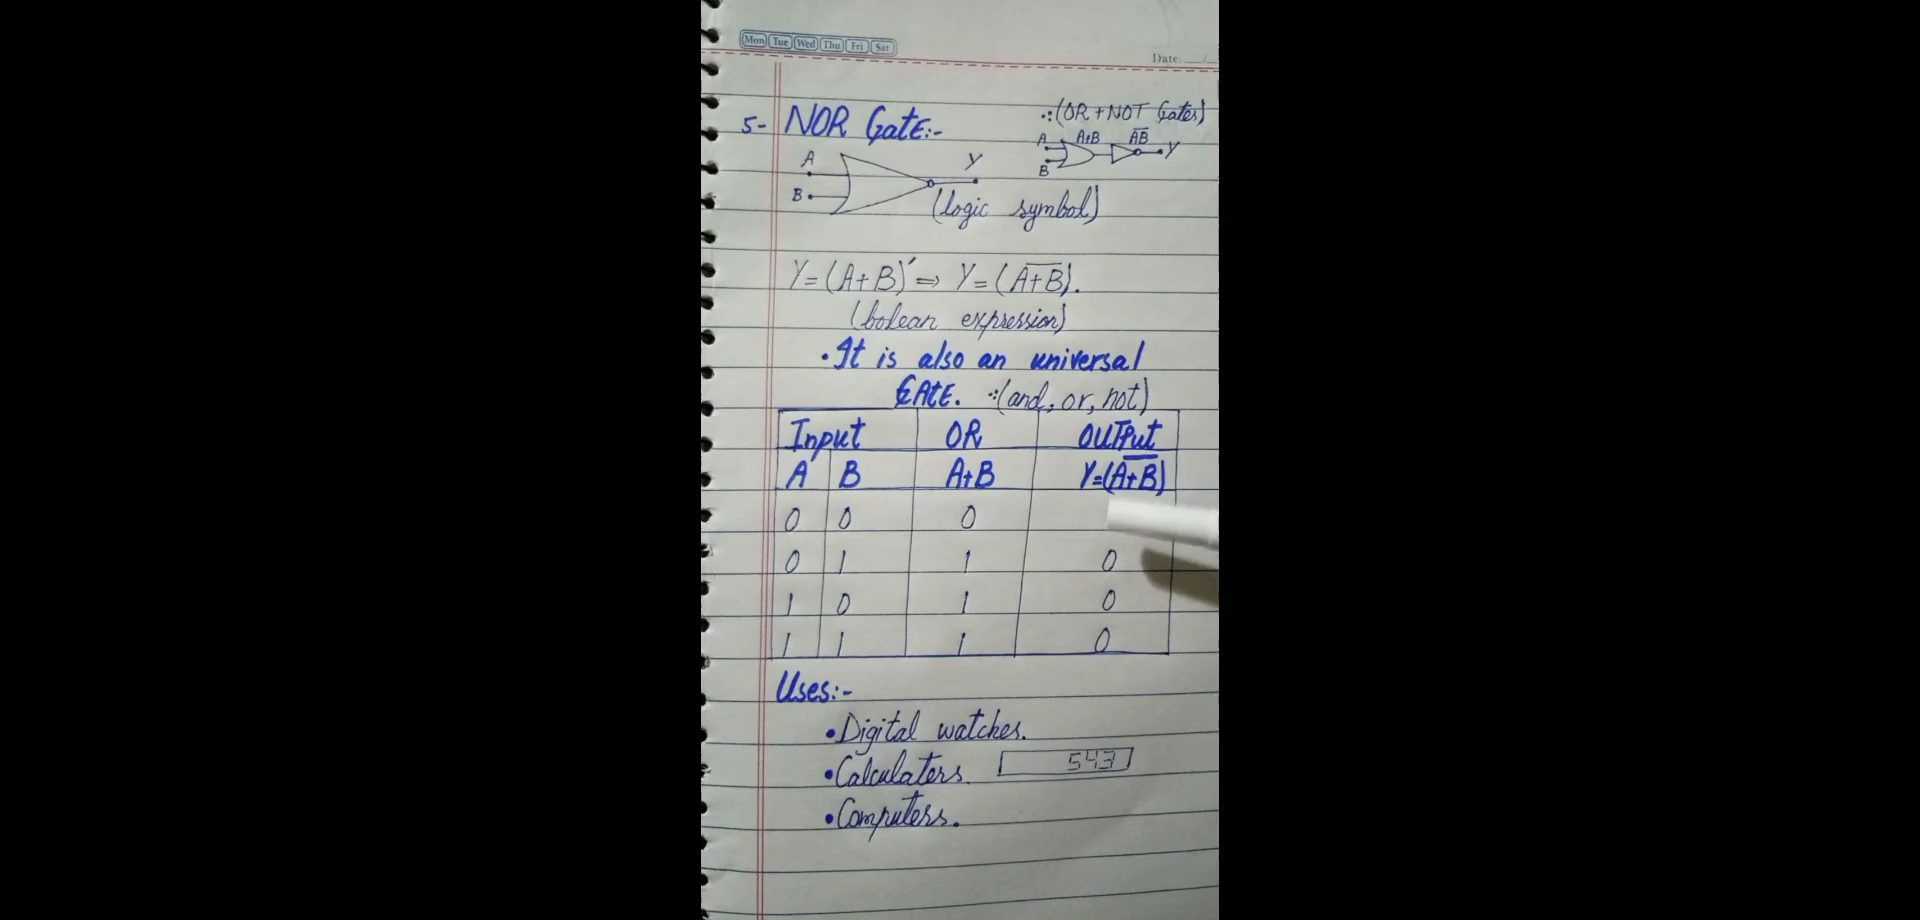 Mon Tue Wed Thu Fri Sat
Date.
5- NOR GatE:-
∴(OR + NOT Gates)
A A+B A̅B̅ Y
B
A Y
B
(logic symbol)
Y=(A+B)′ ⇒ Y=(A̅+̅B̅).
(bolean expression)
•It is also an universal
GAtE. ∵(and, or, not)
Input OR OUTPut
A B A+B Y=(A̅+̅B̅)
0 0 0
0 1 1 0
1 0 1 0
1 1 1 0
Uses:-
•Digital watches.
•Calculaters. 543
•Computers.